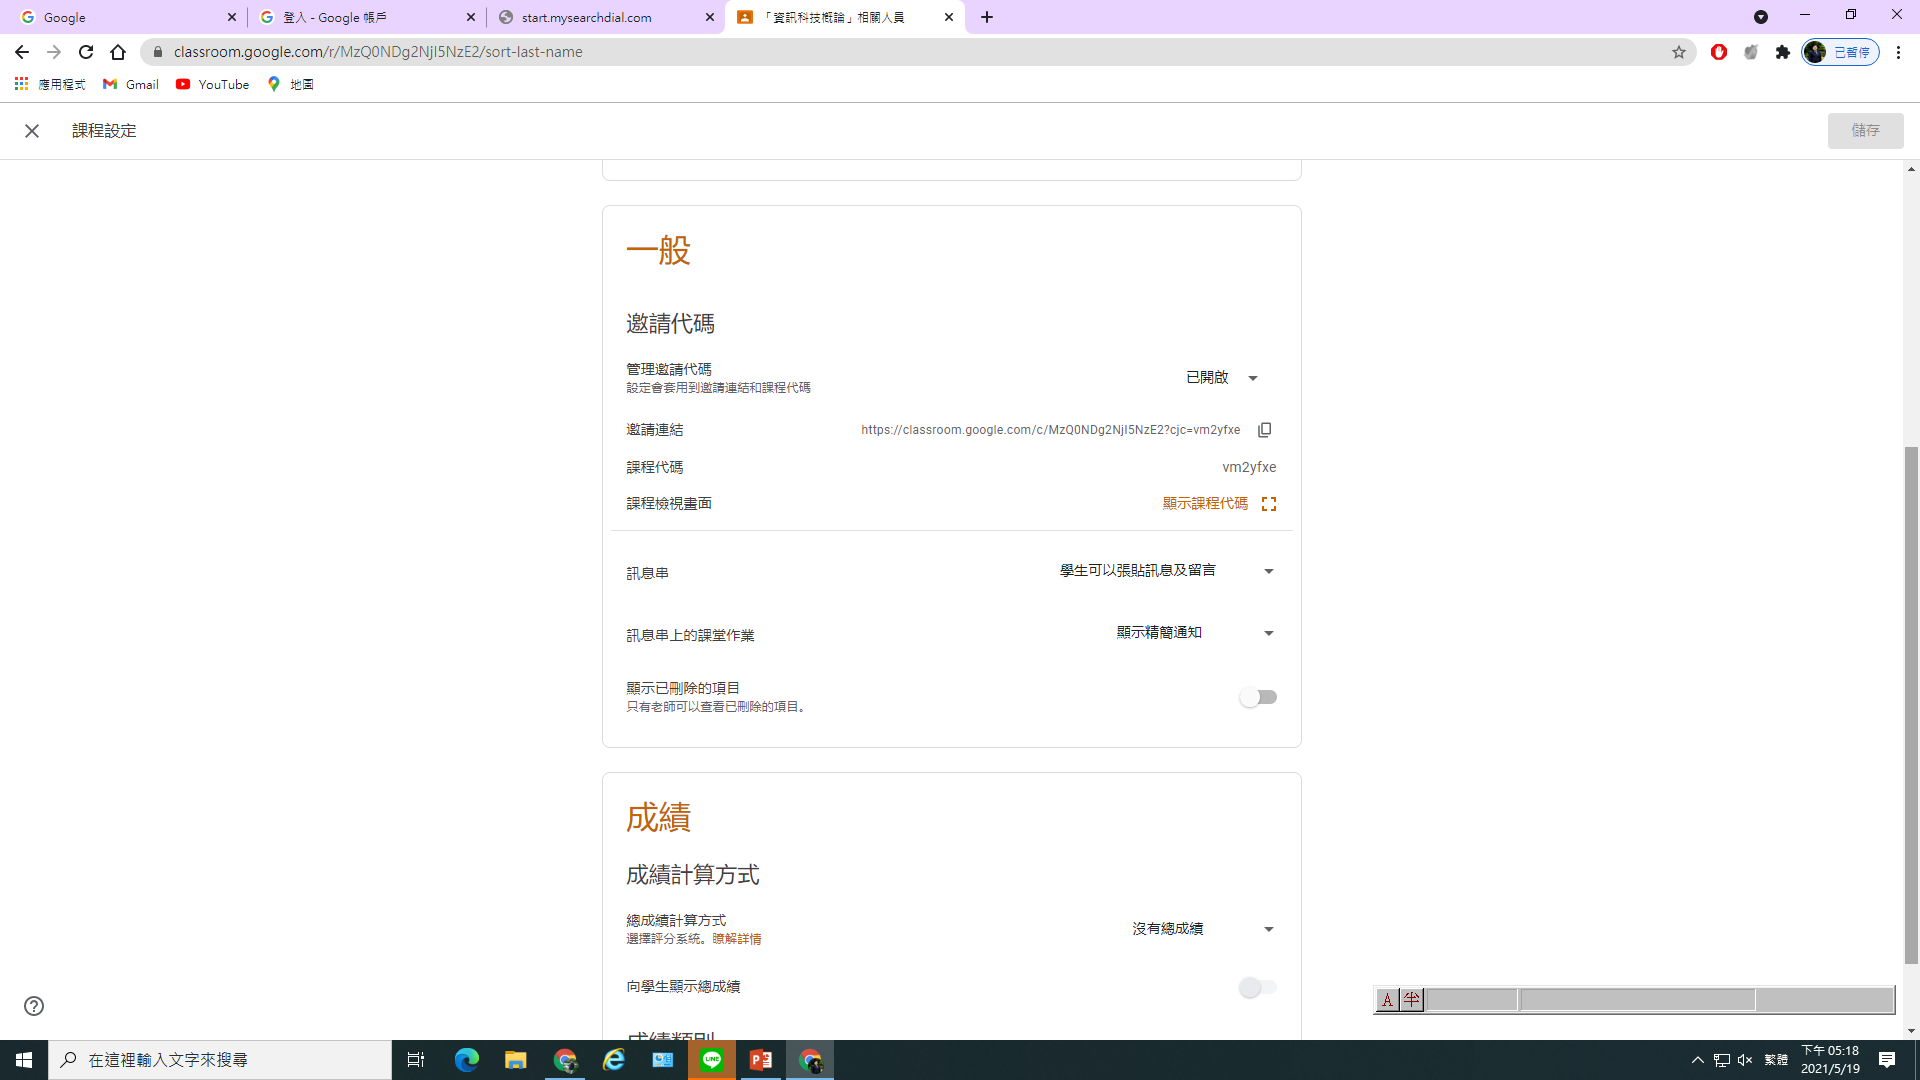 Google
登入 - Google 帳戶
start.mysearchdial.com
「資訊科技概論」相關人員
classroom.google.com/r/MzQ0NDg2NjI5NzE2/sort-last-name
已暫停
應用程式
Gmail
YouTube
地圖
課程設定
儲存
一般
邀請代碼
管理邀請代碼
設定會套用到邀請連結和課程代碼
已開啟
邀請連結
https://classroom.google.com/c/MzQ0NDg2NjI5NzE2?cjc=vm2yfxe
課程代碼
vm2yfxe
課程檢視畫面
顯示課程代碼
訊息串
學生可以張貼訊息及留言
訊息串上的課堂作業
顯示精簡通知
顯示已刪除的項目
只有老師可以查看已刪除的項目。
成績
成績計算方式
總成績計算方式
選擇評分系統。瞭解詳情
沒有總成績
向學生顯示總成績
成績類別
A 半
在這裡輸入文字來搜尋
LINE
繁體
下午 05:18
2021/5/19